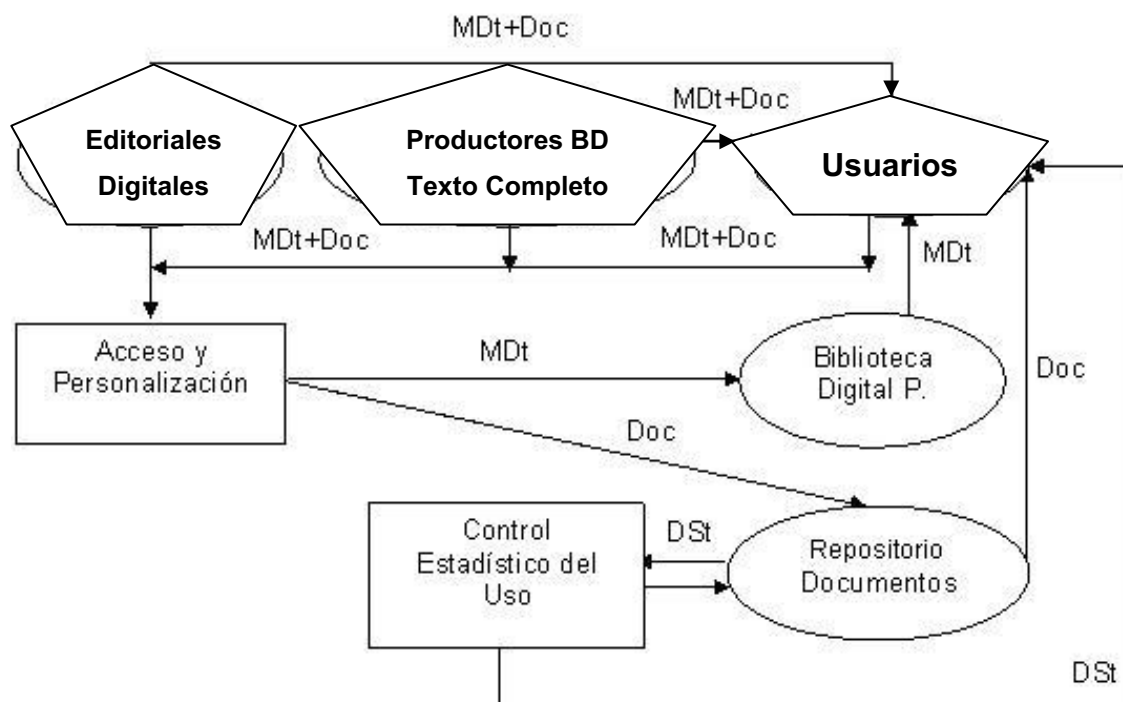 MDt+Doc
MDt+Doc
Editoriales
Digitales
Productores BD
Texto Completo
Usuarios
MDt+Doc
MDt+Doc
MDt
Acceso y
Personalización
MDt
Biblioteca
Digital P.
Doc
Doc
Control
Estadístico del
Uso
DSt
Repositorio
Documentos
DSt